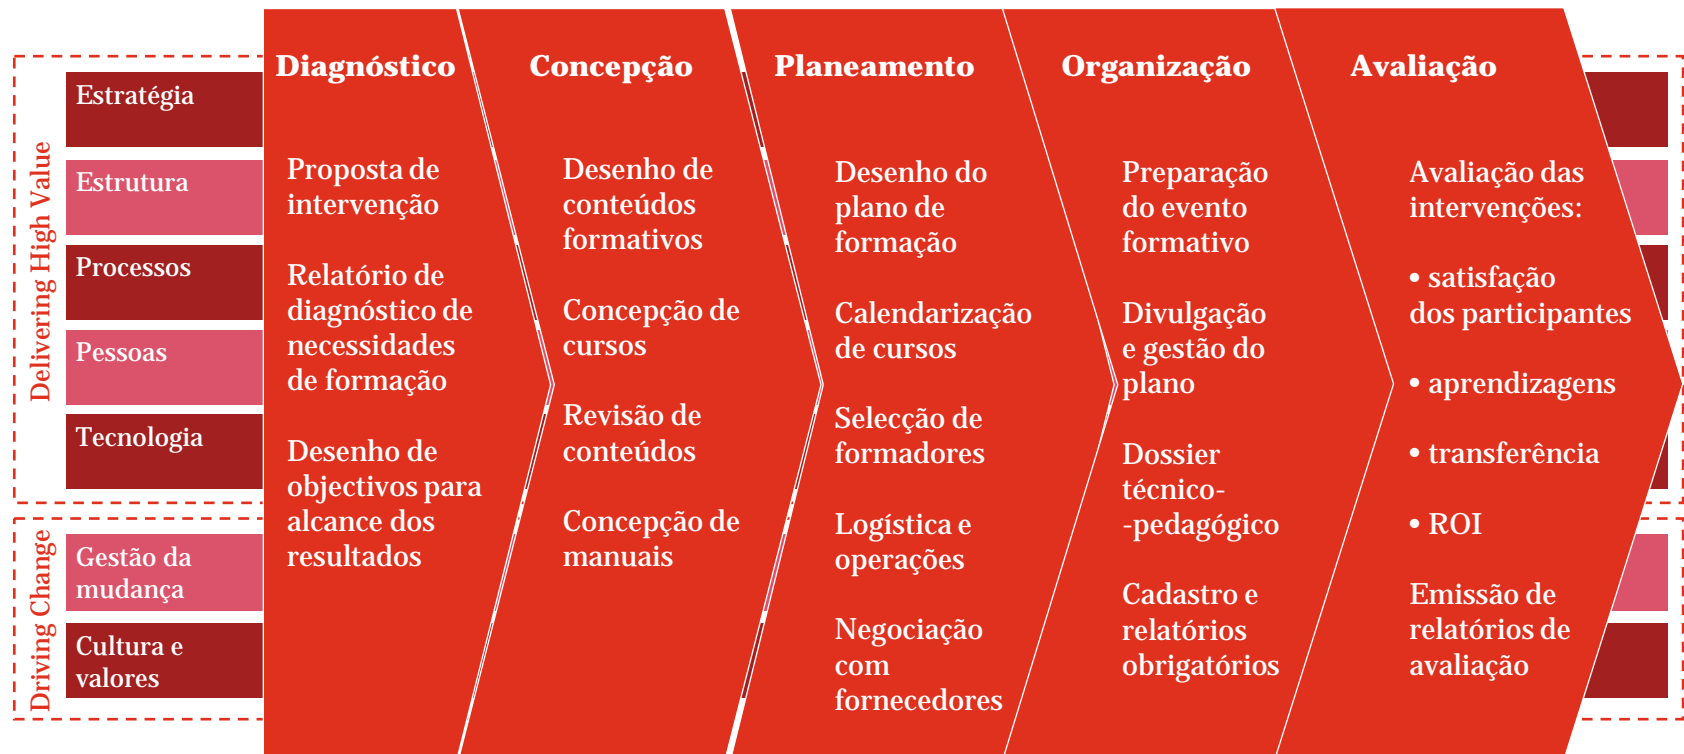 Delivering High Value
Estratégia
Estrutura
Processos
Pessoas
Tecnologia
Driving Change
Gestão da
mudança
Cultura e
valores
Diagnóstico
Proposta de
intervenção
Relatório de
diagnóstico de
necessidades
de formação
Desenho de
objectivos para
alcance dos
resultados
Concepção
Desenho de
conteúdos
formativos
Concepção de
cursos
Revisão de
conteúdos
Concepção de
manuais
Planeamento
Desenho do
plano de
formação
Calendarização
de cursos
Selecção de
formadores
Logística e
operações
Negociação
com
fornecedores
Organização
Preparação
do evento
formativo
Divulgação
e gestão do
plano
Dossier
técnico-
-pedagógico
Cadastro e
relatórios
obrigatórios
Avaliação
Avaliação das
intervenções:
• satisfação
dos participantes
• aprendizagens
• transferência
• ROI
Emissão de
relatórios de
avaliação